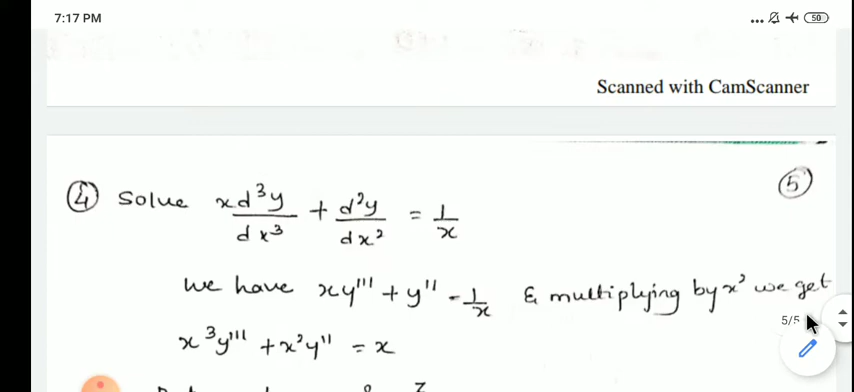 7:17 PM ... 50
Scanned with CamScanner
5
4 Solve x d³y/dx³ + d²y/dx² = 1/x
we have xy''' + y'' - 1/x & multiplying by x² we get
5/5
x³y''' + x²y'' = x